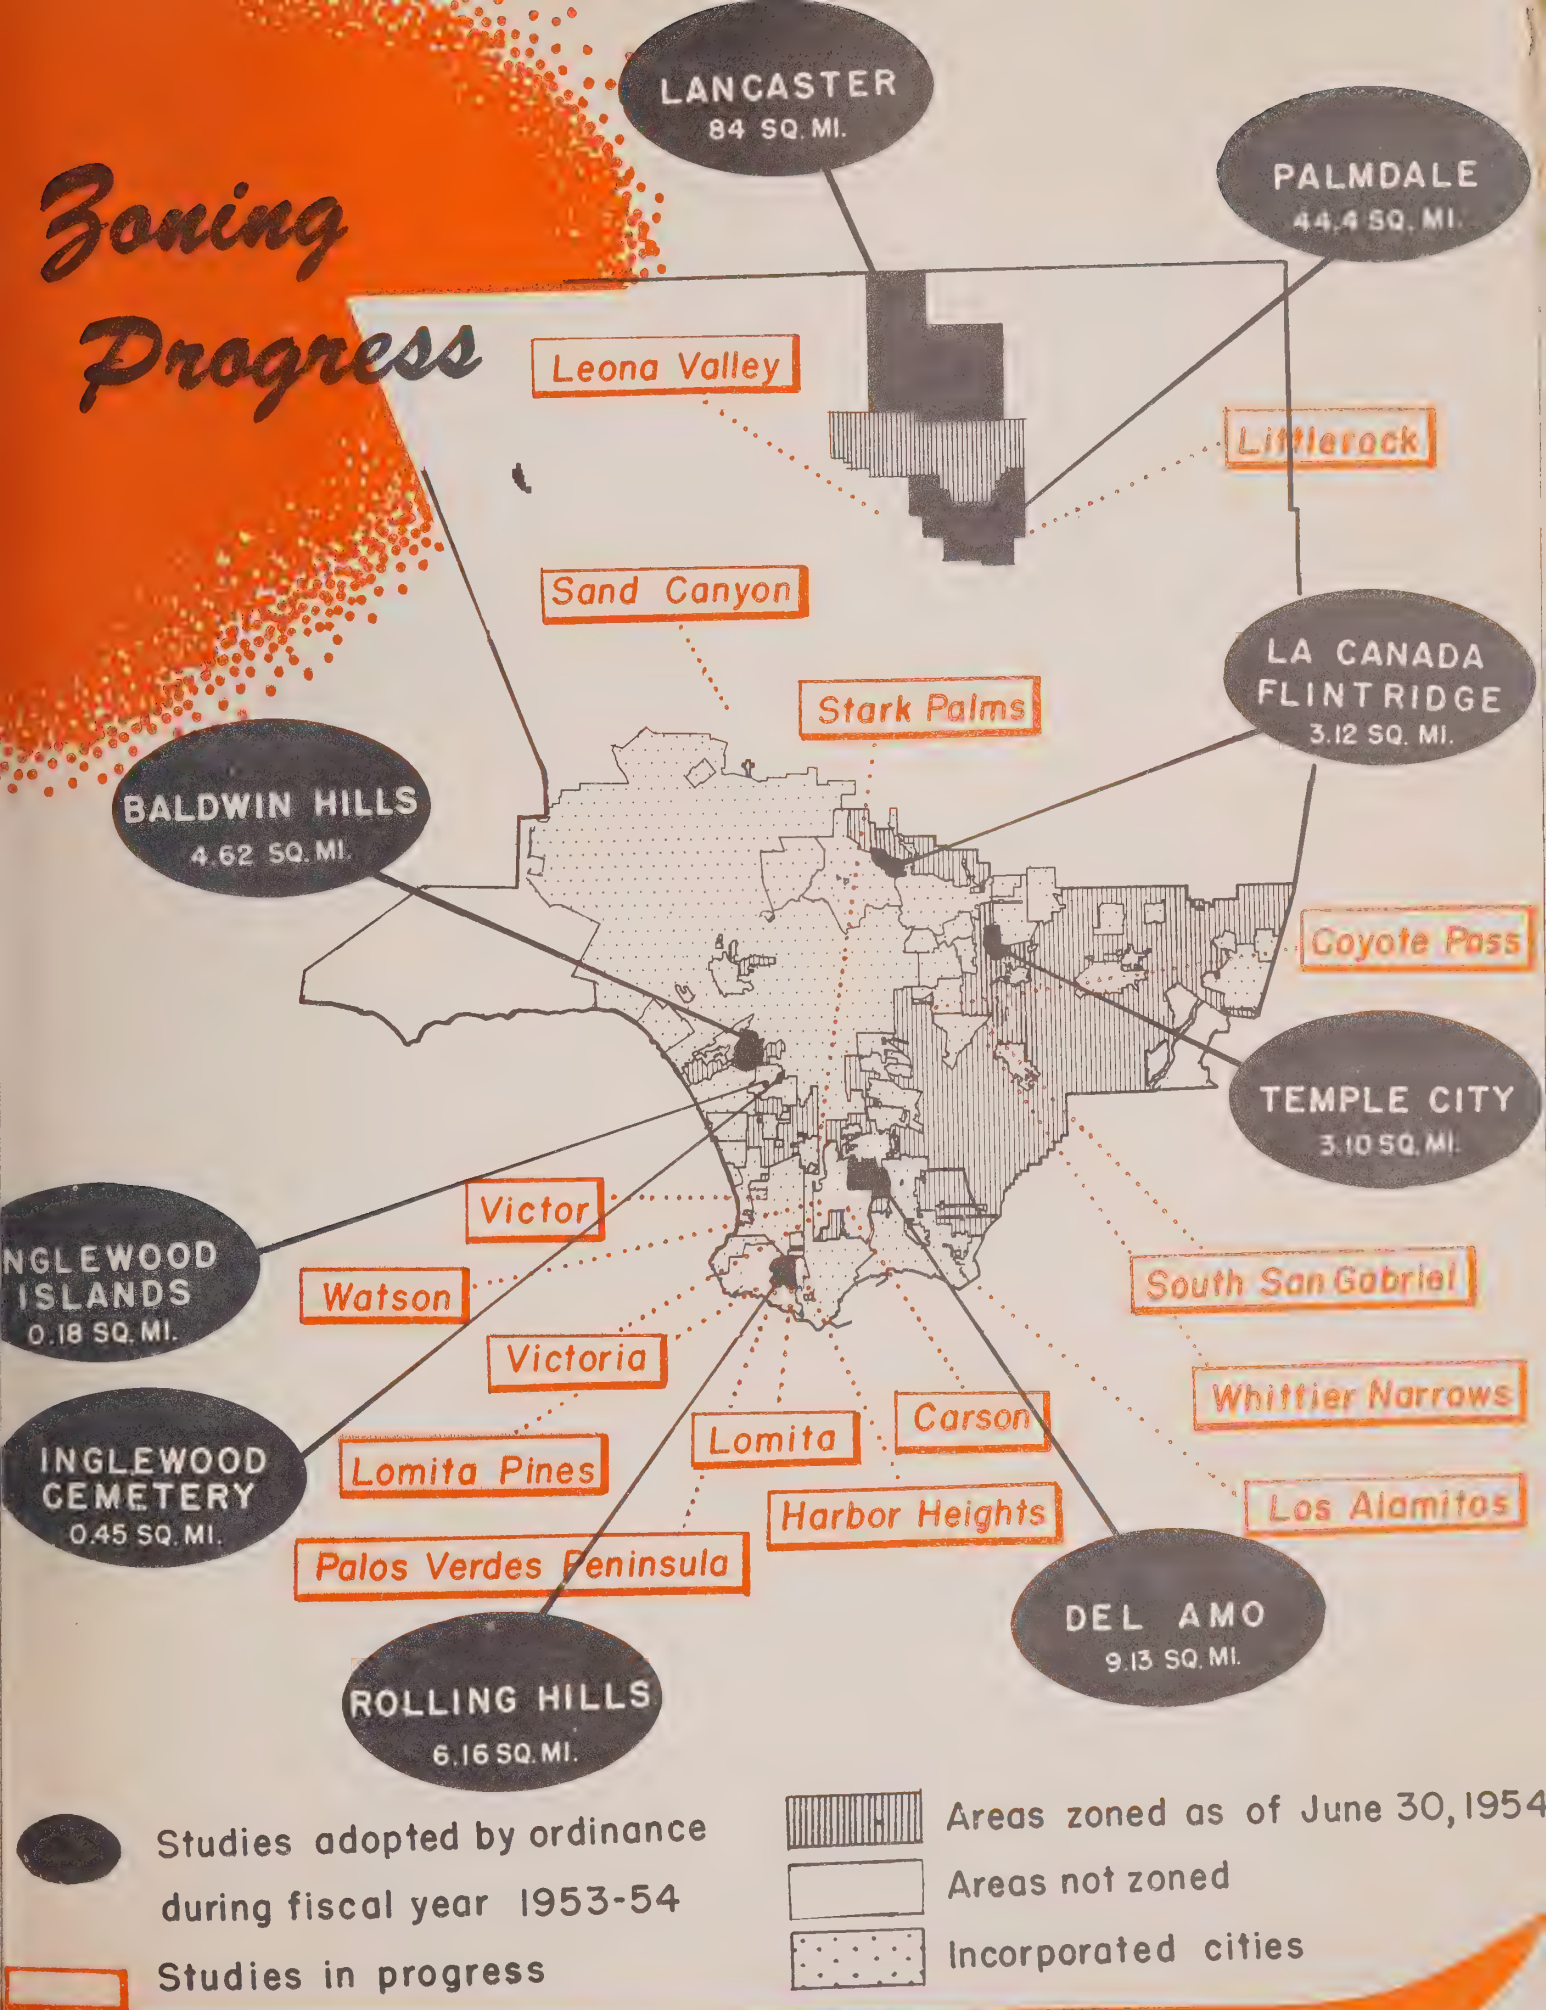 Zoning
Progress
LANCASTER
84 SQ. MI.
PALMDALE
44.4 SQ. MI.
Leona Valley
Littlerock
Sand Canyon
Stark Palms
LA CANADA
FLINTRIDGE
3.12 SQ. MI.
BALDWIN HILLS
4.62 SQ. MI.
Coyote Pass
TEMPLE CITY
3.10 SQ. MI.
Victor
NGLEWOOD
ISLANDS
0.18 SQ. MI.
Watson
South San Gabriel
Victoria
Whittier Narrows
Carson
Lomita
INGLEWOOD
CEMETERY
0.45 SQ. MI.
Lomita Pines
Harbor Heights
Los Alamitos
Palos Verdes Peninsula
DEL AMO
9.13 SQ. MI.
ROLLING HILLS
6.16 SQ. MI.
Studies adopted by ordinance
during fiscal year 1953-54
Studies in progress
Areas zoned as of June 30, 1954
Areas not zoned
Incorporated cities